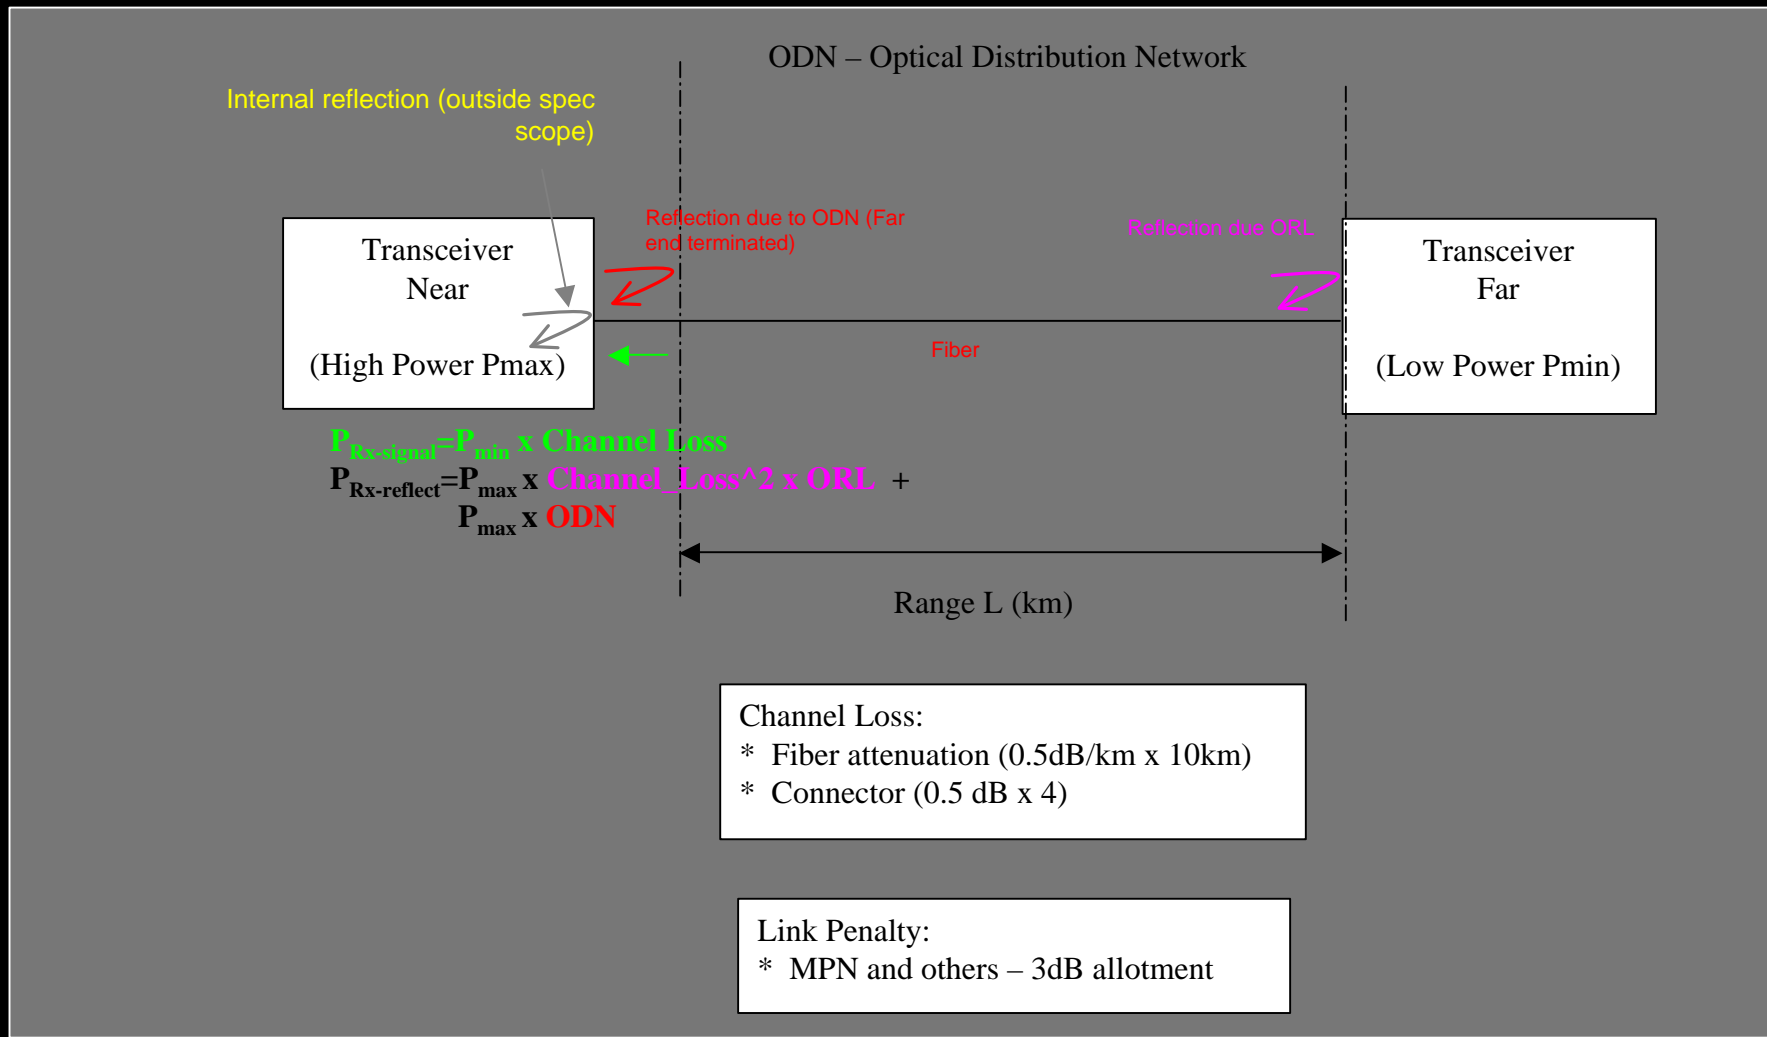 ODN – Optical Distribution Network
Internal reflection (outside spec
scope)
Reflection due to ODN (Far
end terminated)
Reflection due ORL
Transceiver
Near
(High Power Pmax)
Transceiver
Far
(Low Power Pmin)
Fiber
PRx-signal=Pmin x Channel Loss
PRx-reflect=Pmax x Channel_Loss^2 x ORL +
Pmax x ODN
Range L (km)
Channel Loss:
* Fiber attenuation (0.5dB/km x 10km)
* Connector (0.5 dB x 4)
Link Penalty:
* MPN and others – 3dB allotment